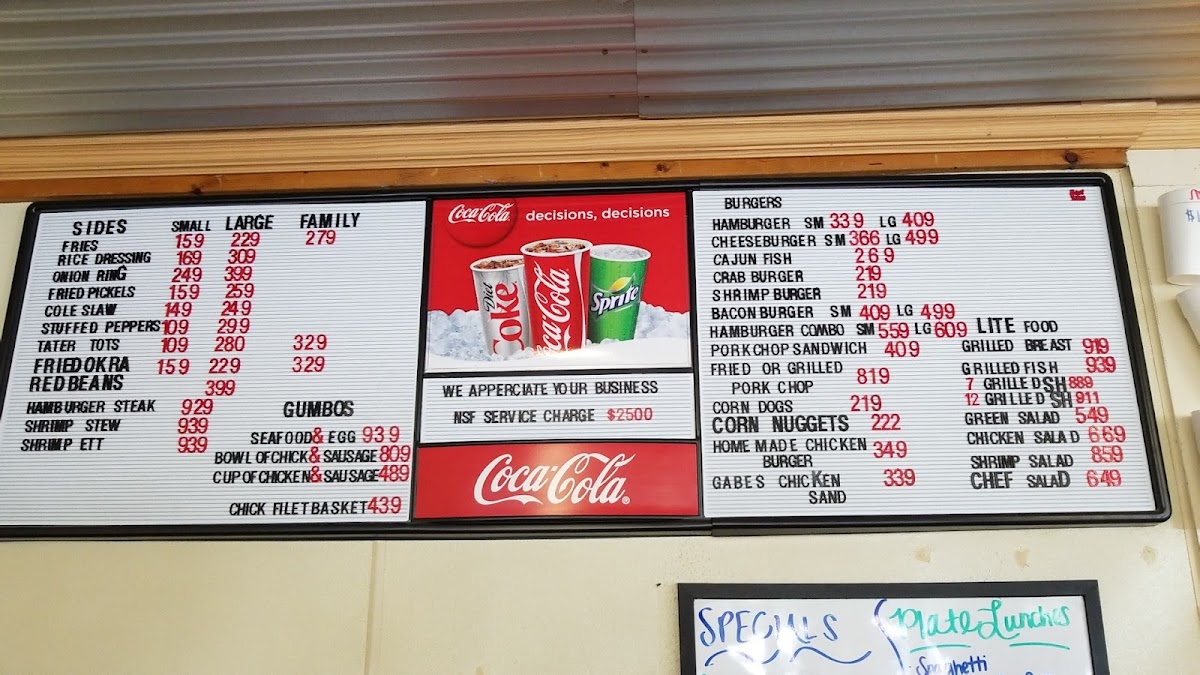 SIDES SMALL LARGE FAMILY
FRIES 159 229 279
RICE DRESSING 169 309
ONION RING 249 399
FRIED PICKELS 159 259
COLE SLAW 149 249
STUFFED PEPPERS 109 299
TATER TOTS 109 280 329
FRIED OKRA 159 229 329
RED BEANS 399
HAMBURGER STEAK 929
SHRIMP STEW 939
SHRIMP ETT 939
GUMBOS
SEAFOOD & EGG 939
BOWL OF CHICK & SAUSAGE 809
CUP OF CHICKEN & SAUSAGE 489
CHICK FILET BASKET 439
Coca-Cola decisions, decisions
Diet Coke
Coca-Cola
Sprite
WE APPERCIATE YOUR BUSINESS
NSF SERVICE CHARGE $2500
Coca-Cola
BURGERS
HAMBURGER SM 339 LG 409
CHEESEBURGER SM 366 LG 499
CAJUN FISH 269
CRAB BURGER 219
SHRIMP BURGER 219
BACON BURGER SM 409 LG 499
HAMBURGER COMBO SM 559 LG 609
PORKCHOP SANDWICH 409
FRIED OR GRILLED
PORK CHOP 819
CORN DOGS 219
CORN NUGGETS 222
HOME MADE CHICKEN
BURGER 349
GABES CHICKEN
SAND 339
LITE FOOD
GRILLED BREAST 919
GRILLED FISH 939
7 GRILLED SH 889
12 GRILLED SH 911
GREEN SALAD 549
CHICKEN SALAD 669
SHRIMP SALAD 859
CHEF SALAD 649
SPECIALS
Plate Lunches
Spaghetti